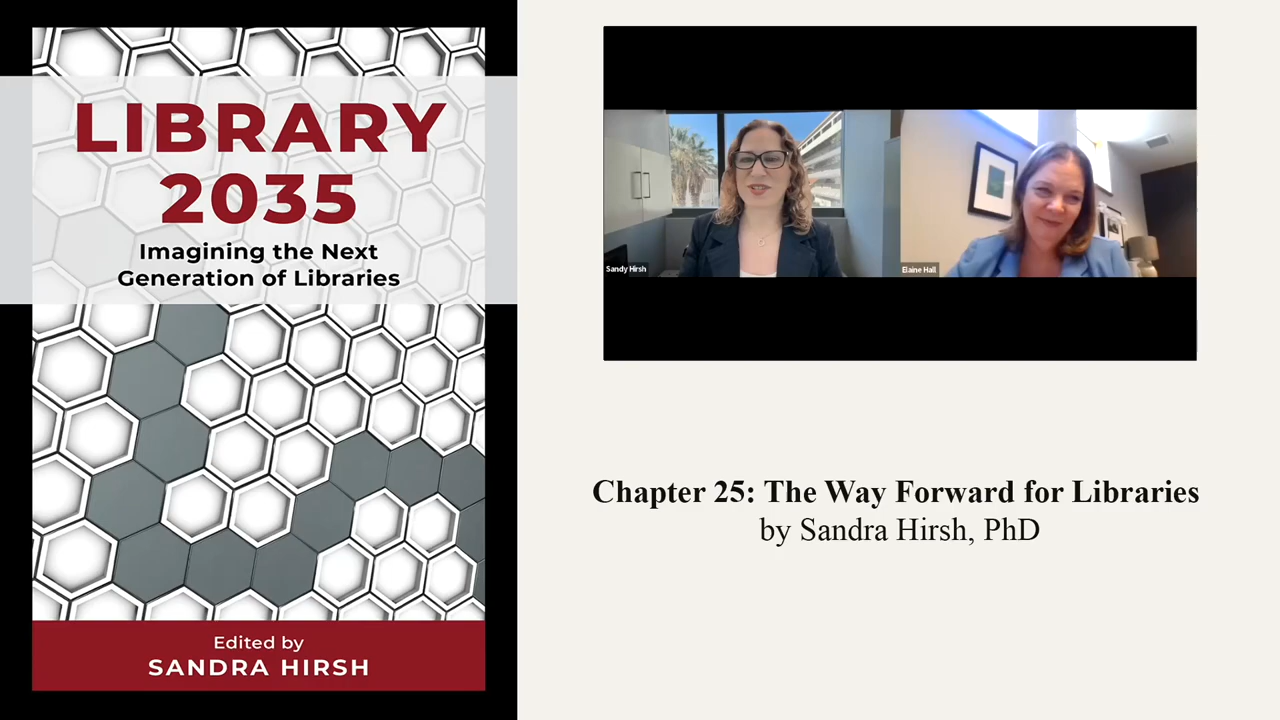 LIBRARY
2035
Imagining the Next
Generation of Libraries
Edited by
SANDRA HIRSH
Sandy Hirsh
Elaine Hall
Chapter 25: The Way Forward for Libraries
by Sandra Hirsh, PhD